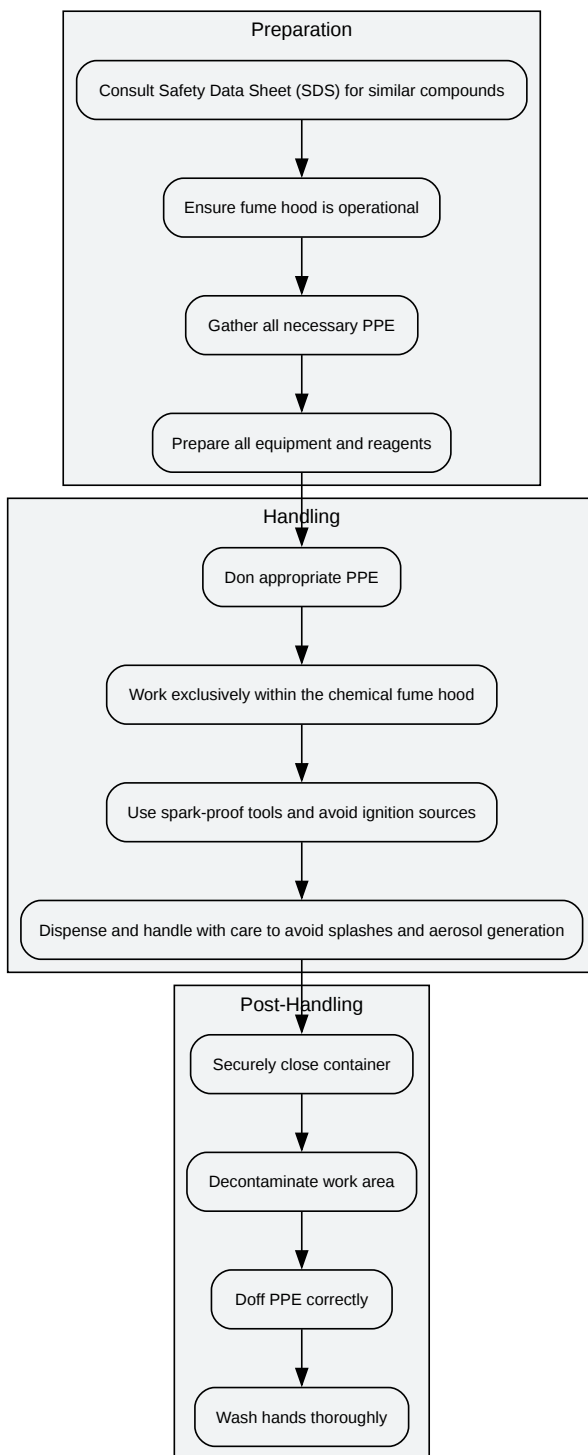 Preparation
Consult Safety Data Sheet (SDS) for similar compounds
Ensure fume hood is operational
Gather all necessary PPE
Prepare all equipment and reagents
Handling
Don appropriate PPE
Work exclusively within the chemical fume hood
Use spark-proof tools and avoid ignition sources
Dispense and handle with care to avoid splashes and aerosol generation
Post-Handling
Securely close container
Decontaminate work area
Doff PPE correctly
Wash hands thoroughly